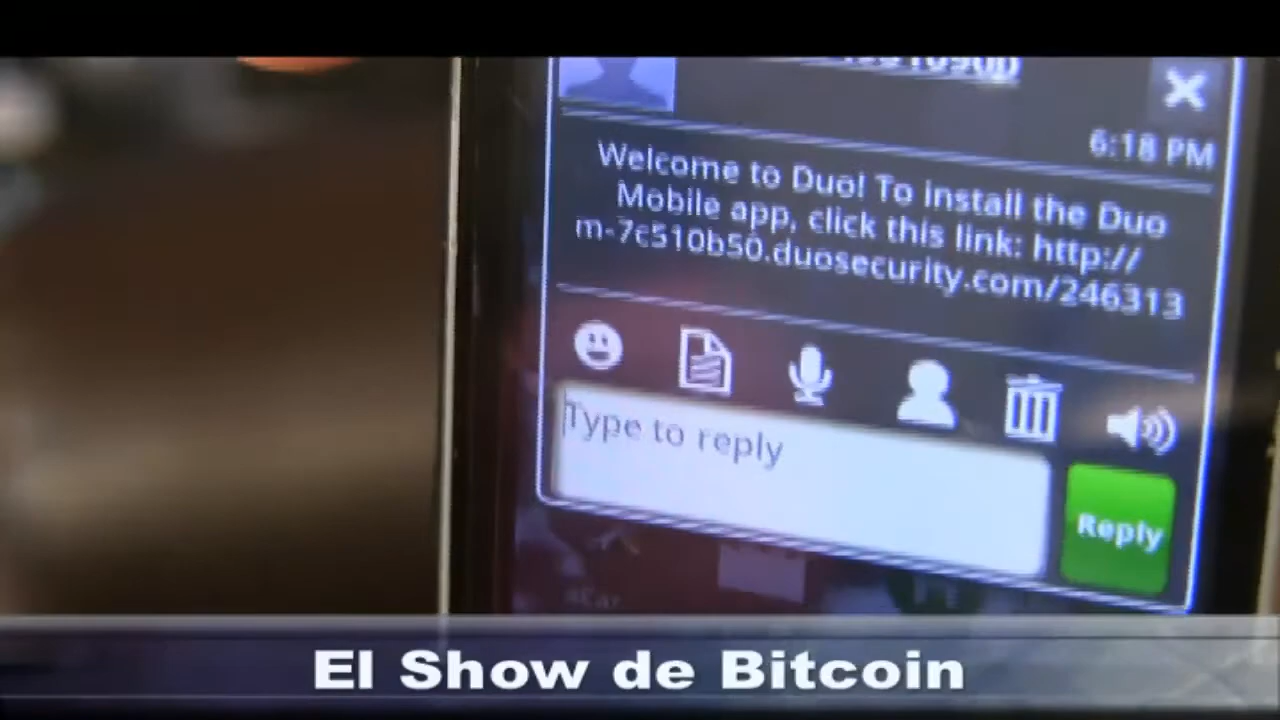 6:18 PM
Welcome to Duo! To install the Duo
Mobile app, click this link: http://
m-7c510b50.duosecurity.com/246313
Type to reply
Reply
El Show de Bitcoin